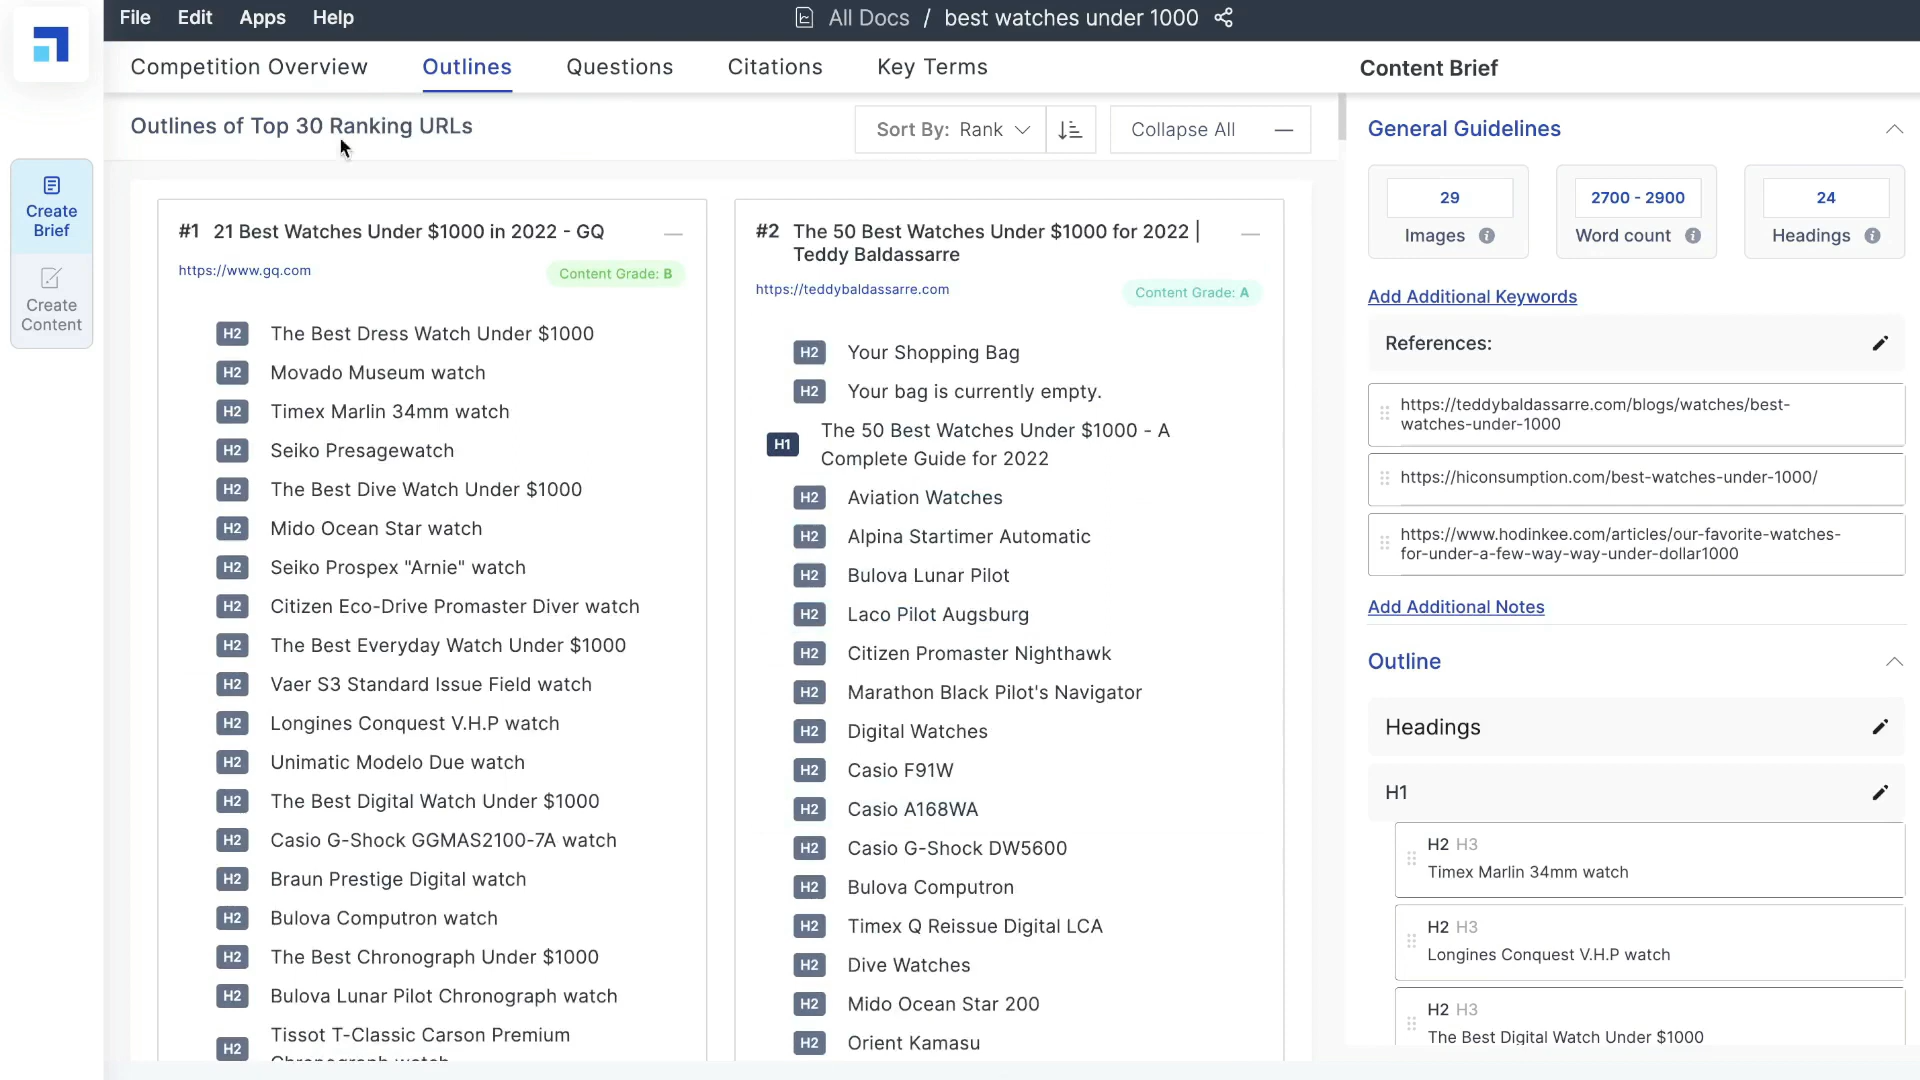 File Edit Apps Help
All Docs / best watches under 1000
Competition Overview
Outlines
Questions
Citations
Key Terms
Content Brief
Create
Brief
Create
Content
Outlines of Top 30 Ranking URLs
Sort By: Rank
Collapse All
#1 21 Best Watches Under $1000 in 2022 - GQ
https://www.gq.com
Content Grade: B
H2 The Best Dress Watch Under $1000
H2 Movado Museum watch
H2 Timex Marlin 34mm watch
H2 Seiko Presagewatch
H2 The Best Dive Watch Under $1000
H2 Mido Ocean Star watch
H2 Seiko Prospex "Arnie" watch
H2 Citizen Eco-Drive Promaster Diver watch
H2 The Best Everyday Watch Under $1000
H2 Vaer S3 Standard Issue Field watch
H2 Longines Conquest V.H.P watch
H2 Unimatic Modelo Due watch
H2 The Best Digital Watch Under $1000
H2 Casio G-Shock GGMAS2100-7A watch
H2 Braun Prestige Digital watch
H2 Bulova Computron watch
H2 The Best Chronograph Under $1000
H2 Bulova Lunar Pilot Chronograph watch
H2 Tissot T-Classic Carson Premium
Chronograph watch
#2 The 50 Best Watches Under $1000 for 2022 |
Teddy Baldassarre
https://teddybaldassarre.com
Content Grade: A
H2 Your Shopping Bag
H2 Your bag is currently empty.
H1 The 50 Best Watches Under $1000 - A
Complete Guide for 2022
H2 Aviation Watches
H2 Alpina Startimer Automatic
H2 Bulova Lunar Pilot
H2 Laco Pilot Augsburg
H2 Citizen Promaster Nighthawk
H2 Marathon Black Pilot's Navigator
H2 Digital Watches
H2 Casio F91W
H2 Casio A168WA
H2 Casio G-Shock DW5600
H2 Bulova Computron
H2 Timex Q Reissue Digital LCA
H2 Dive Watches
H2 Mido Ocean Star 200
H2 Orient Kamasu
General Guidelines
29
Images
2700 - 2900
Word count
24
Headings
Add Additional Keywords
References:
https://teddybaldassarre.com/blogs/watches/best-
watches-under-1000
https://hiconsumption.com/best-watches-under-1000/
https://www.hodinkee.com/articles/our-favorite-watches-
for-under-a-few-way-way-under-dollar1000
Add Additional Notes
Outline
Headings
H1
H2 H3
Timex Marlin 34mm watch
H2 H3
Longines Conquest V.H.P watch
H2 H3
The Best Digital Watch Under $1000